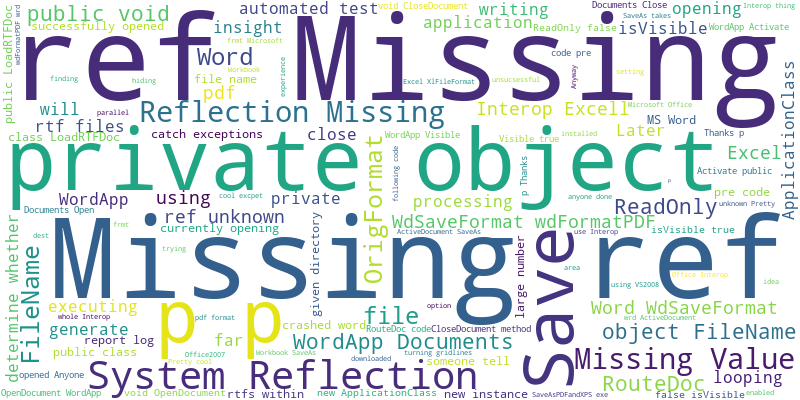 public void
automated test
void CloseDocument
writing
Documents Close
opening
Interop thing
successfully opened
insight
application
SaveAs takes
ReadOnly false
isVisible
WordApp Activate
wdFormatPDF wrd
public LoadRTFDoc
ref Missing
Word
frmt Microsoft
code pre
finding
hiding
file name
Workbook
experience
Excel XlFileFormat
unsucsessful
Anyway
setting
pdf
will
parallel
Reflection Missing
Interop Excell
Microsoft Office
ApplicationClass
rtf files
class LoadRTFDoc
catch exceptions
close
WordApp Visible
Later
MS Word
Thanks p
private object
OrigFormat
following code
Visible true
installed
Excel
p Thanks
Activate public
WordApp
using
cool excpet
private
processing
anyone done
p
pre code
ReadOnly
unknown Pretty
Documents Open
ref unknown
WdSaveFormat wdFormatPDF
determine whether
frmt
currently opening
given directory
ActiveDocument SaveAs
use Interop
isVisible true
Missing
Save
ref
dest
trying
FileName
large number
area
Office Interop
idea
using VS2008
executing
p p
whole Interop
pdf format
file
option
Word WdSaveFormat
wrd ActiveDocument
generate
report log
far
crashed word
RouteDoc code
CloseDocument method
object FileName
public class
Office2007
Pretty cool
Workbook SaveAs
WordApp Documents
turning gridlines
someone tell
Missing Value
opened Anyone
System Reflection
downloaded
RouteDoc
looping
OpenDocument WordApp
void OpenDocument
rtfs within
new ApplicationClass
new instance
SaveAsPDFandXPS exe
false isVisible
enabled